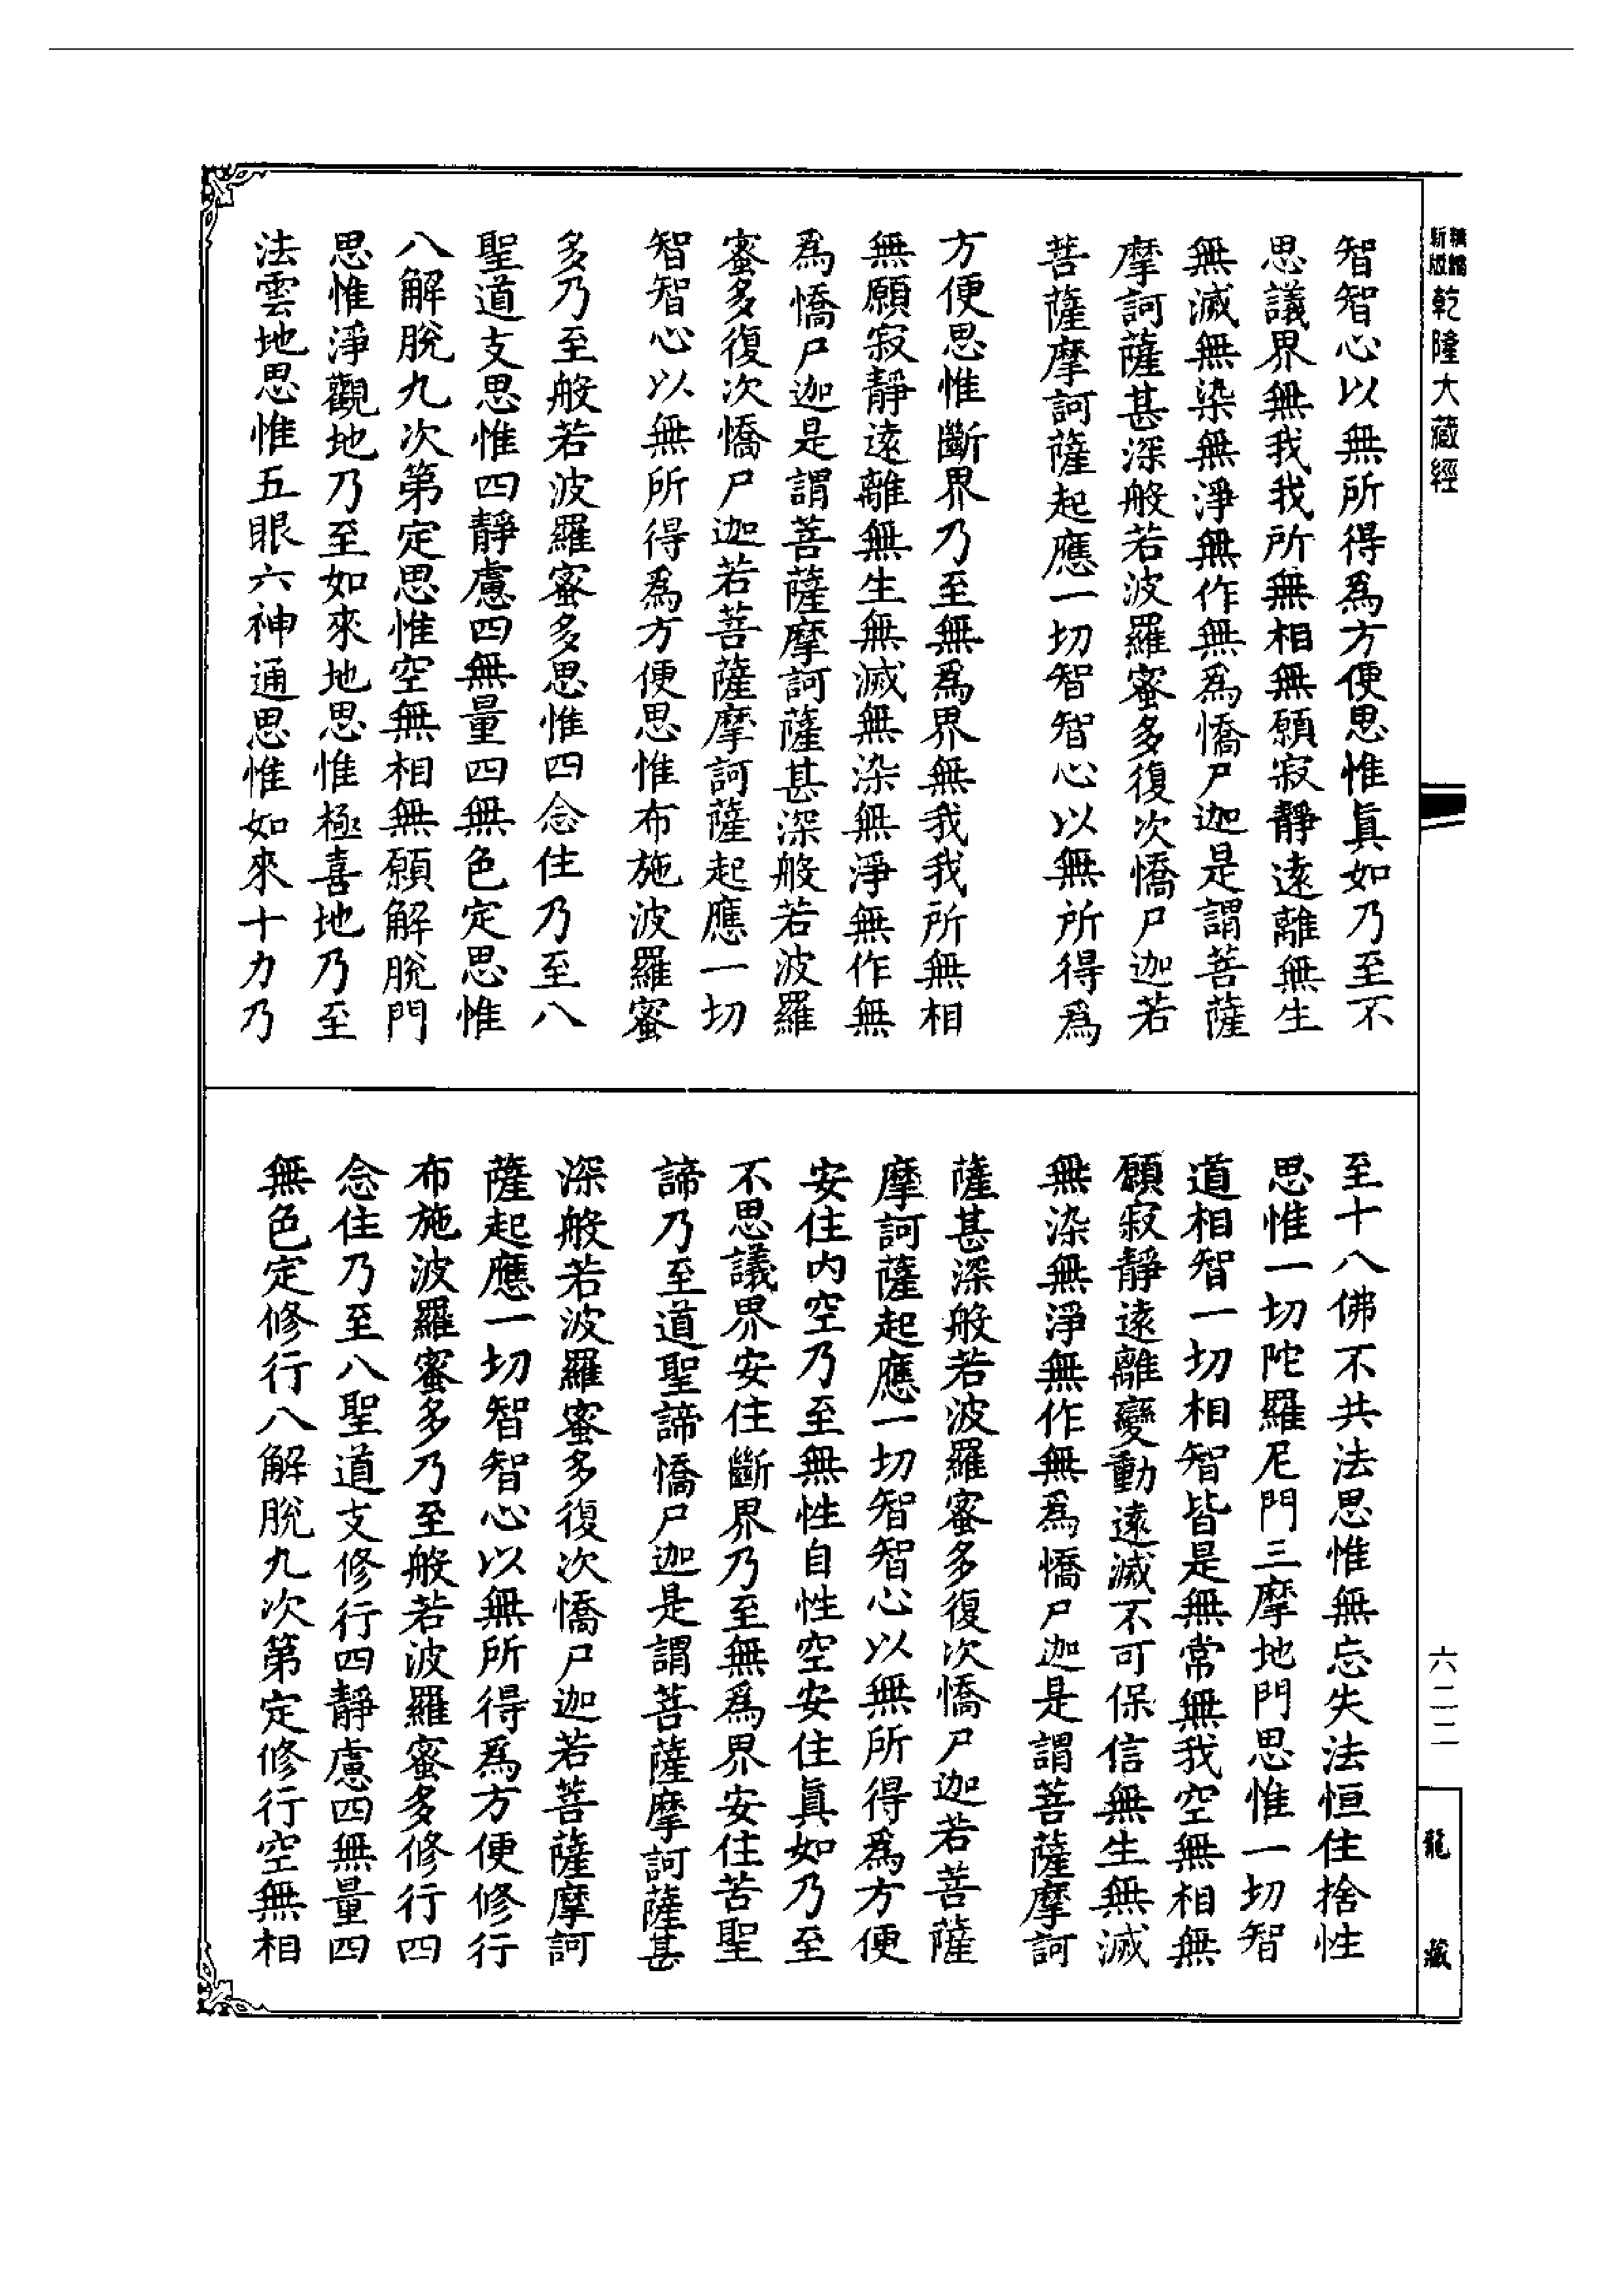 新版精縮乾隆大藏經
智智心以無所得爲方便思惟眞如乃至不
思議界無我我所無相無願寂靜遠離無生
無滅無染無淨無作無爲憍尸迦是謂菩薩
摩訶薩甚深般若波羅蜜多復次憍尸迦若
菩薩摩訶薩起應一切智智心以無所得爲
方便思惟斷界乃至無爲界無我我所無相
無願寂靜遠離無生無滅無染無淨無作無
爲憍尸迦是謂菩薩摩訶薩甚深般若波羅
蜜多復次憍尸迦若菩薩摩訶薩起應一切
智智心以無所得爲方便思惟布施波羅蜜
多乃至般若波羅蜜多思惟四念住乃至八
聖道支思惟四靜慮四無量四無色定思惟
八解脫九次第定思惟空無相無願解脫門
思惟淨觀地乃至如來地思惟極喜地乃至
法雲地思惟五眼六神通思惟如來十力乃
至十八佛不共法思惟無忘失法恒住捨性
思惟一切陀羅尼門三摩地門思惟一切智
道相智一切相智皆是無常無我空無相無
願寂靜遠離變動遠滅不可保信無生無滅
無染無淨無作無爲憍尸迦是謂菩薩摩訶
薩甚深般若波羅蜜多復次憍尸迦若菩薩
摩訶薩起應一切智智心以無所得爲方便
安住內空乃至無性自性空安住眞如乃至
不思議界安住斷界乃至無爲界安住苦聖
諦乃至道聖諦憍尸迦是謂菩薩摩訶薩甚
深般若波羅蜜多復次憍尸迦若菩薩摩訶
薩起應一切智智心以無所得爲方便修行
布施波羅蜜多乃至般若波羅蜜多修行四
念住乃至八聖道支修行四靜慮四無量四
無色定修行八解脫九次第定修行空無相
六二二
龍藏